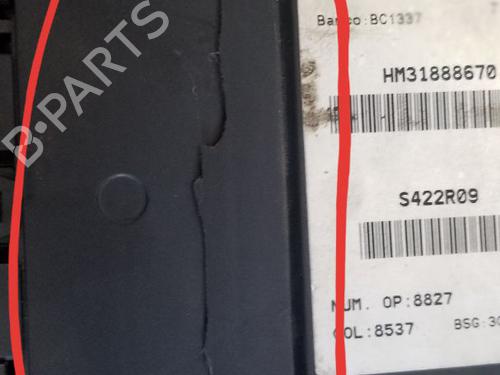 Banco:BC1337
HM31888670
B-PARTS
S422R09
NUM. OP:8827
COL:8537
BSG:30